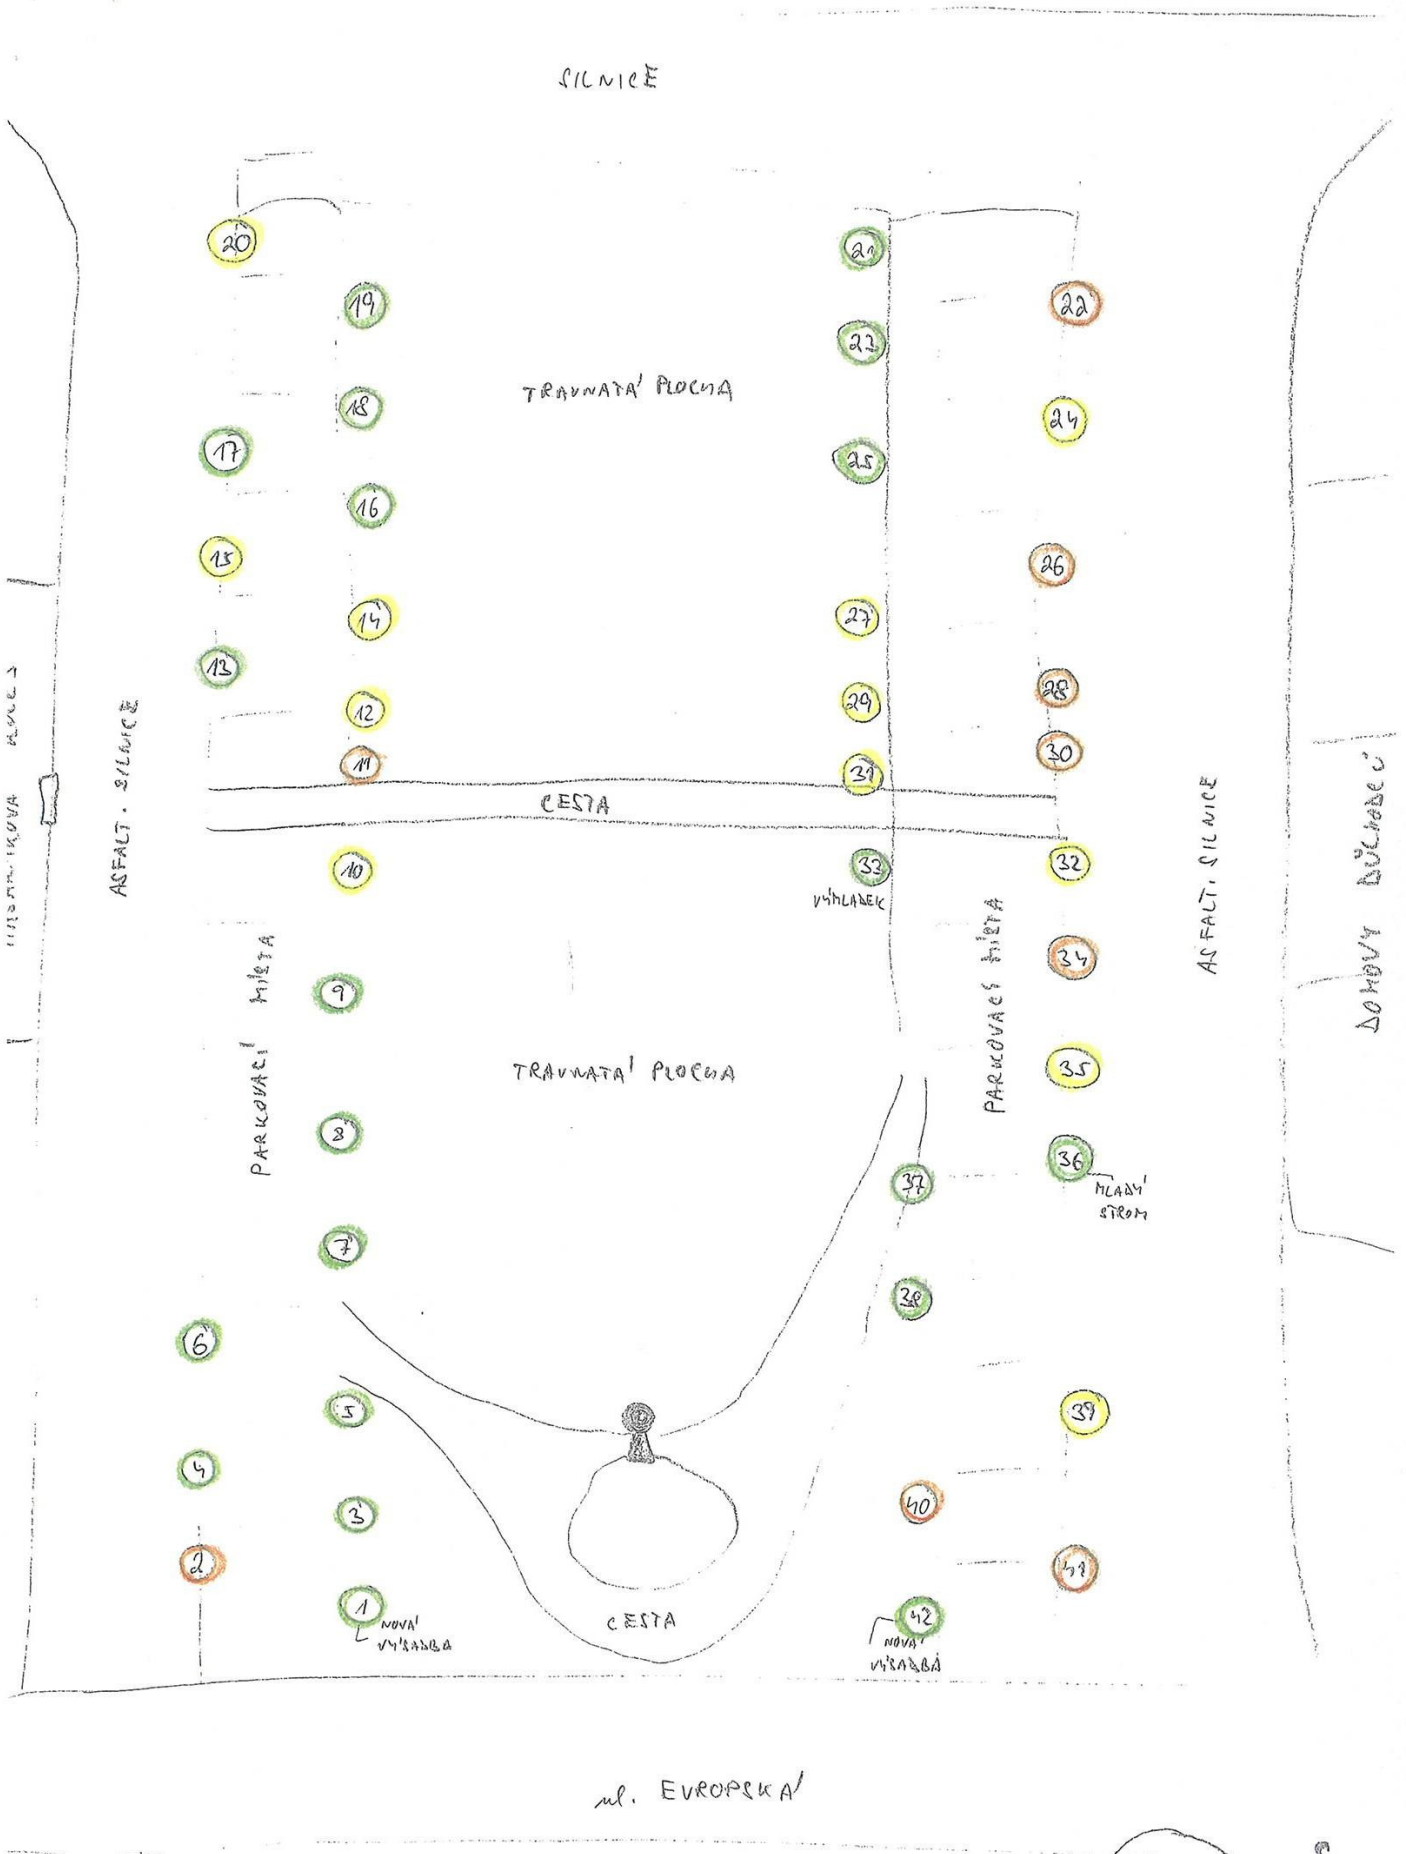 SILNICE
20
21
19
22
23
TRAVNATÁ PLOCHA
18
24
17
25
16
15
26
14
27
13
28
12
29
11
30
31
ASFALT. SILNICE
CESTA
ASFALT. SILNICE
DOMOVY DŮCHODCŮ
10
33
VÝMLADEK
32
PARKOVACÍ MÍSTA
PARKOVACÍ MÍSTA
34
9
TRAVNATÁ PLOCHA
35
8
36
MLADÝ
STROM
37
7
38
6
5
39
4
40
3
2
41
1
NOVÁ
VÝSADBA
CESTA
42
NOVÁ
VÝSADBA
ul. EVROPSKÁ